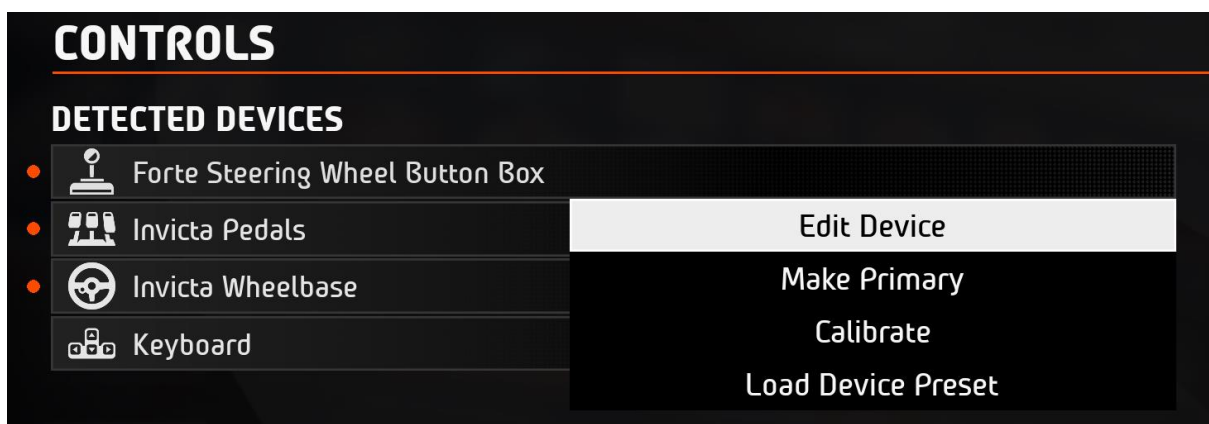 CONTROLS
DETECTED DEVICES
Forte Steering Wheel Button Box
Invicta Pedals
Invicta Wheelbase
Keyboard
Edit Device
Make Primary
Calibrate
Load Device Preset